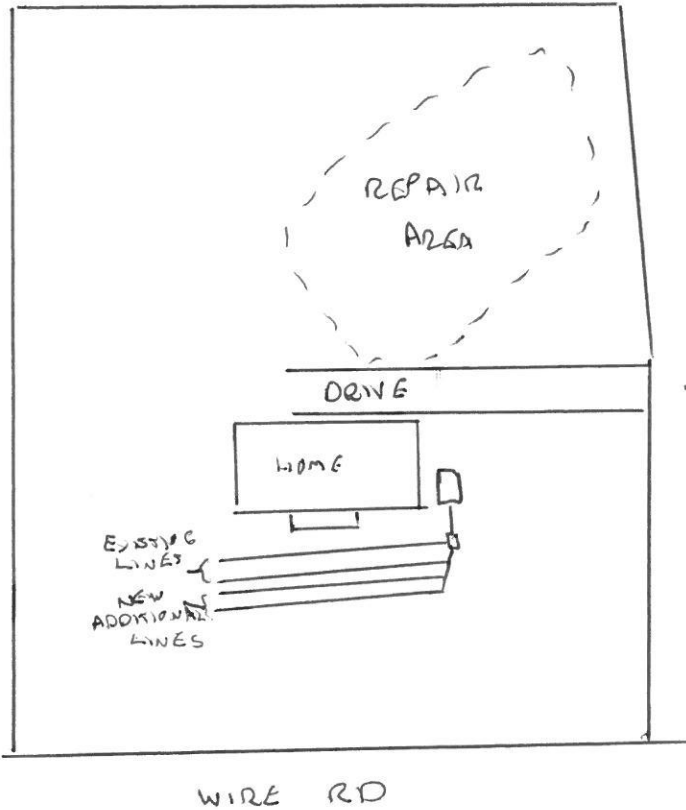 REPAIR
AREA
DRIVE
HOME
EXISTING
LINES
NEW
ADDITIONAL
LINES
WIRE RD